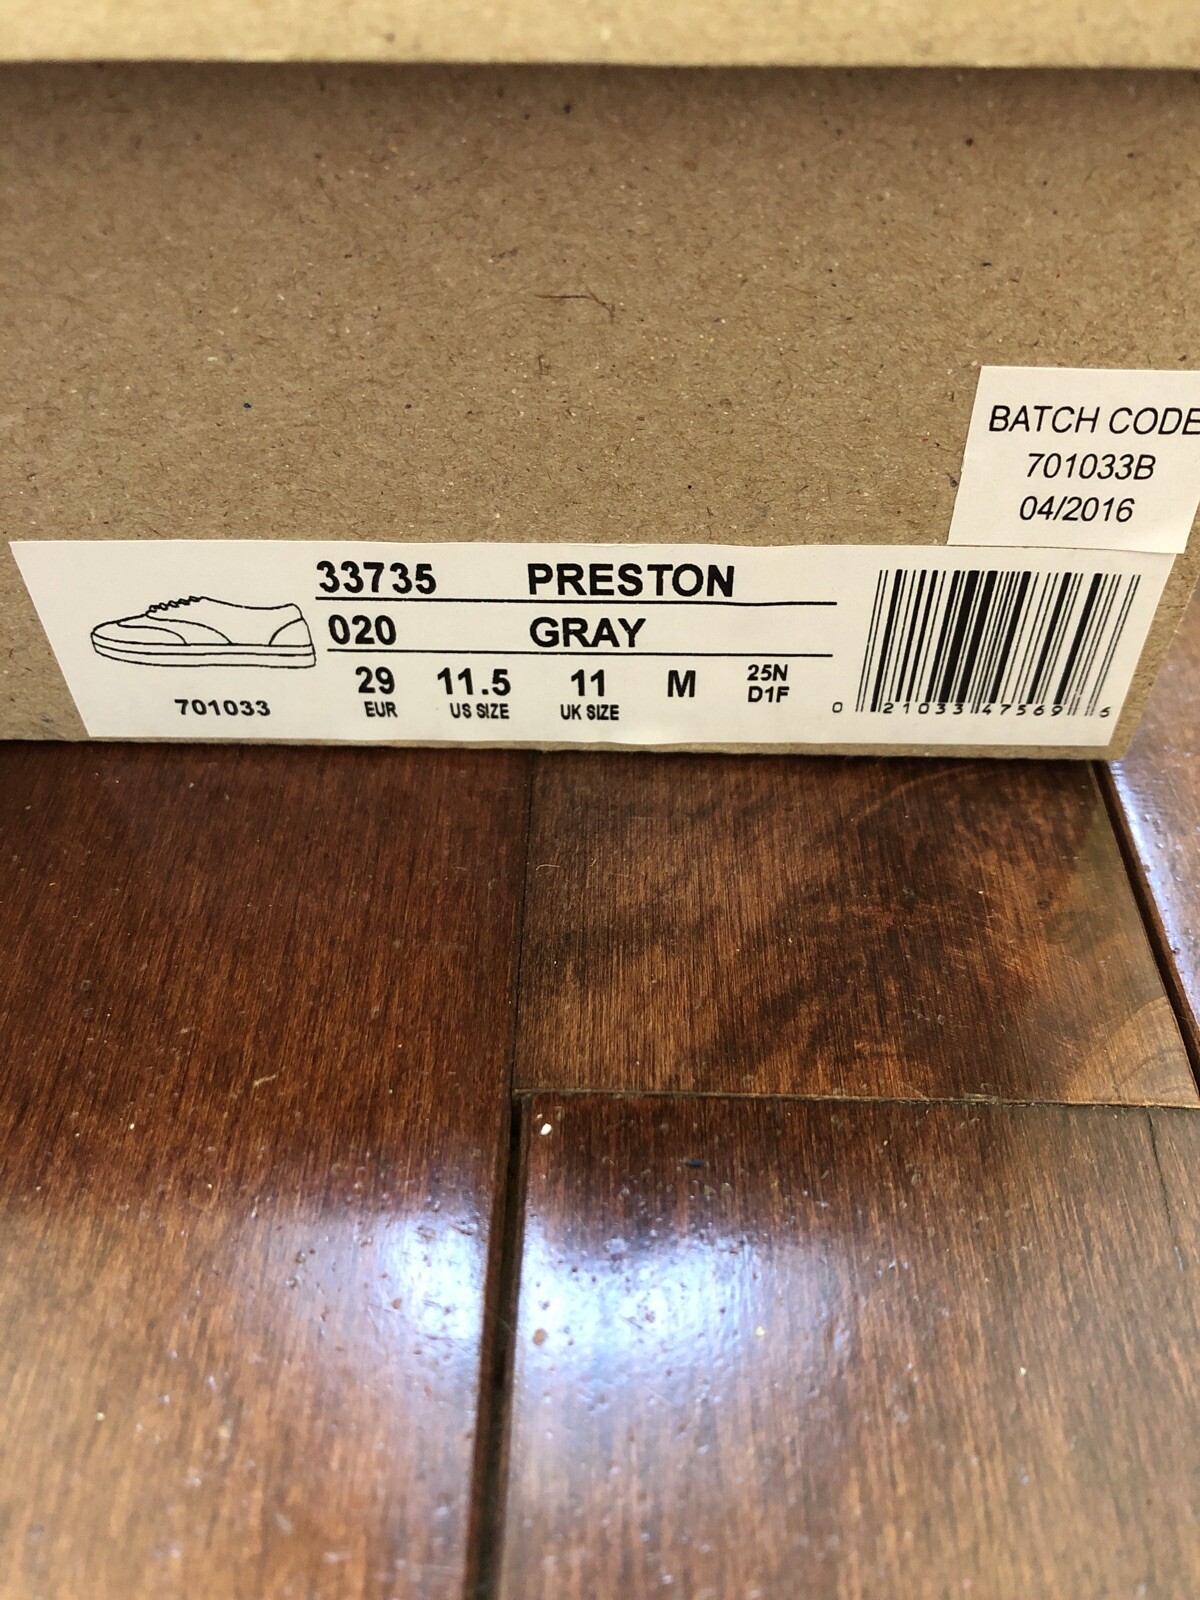 BATCH CODE
701033B
04/2016
33735 PRESTON
020 GRAY
29 11.5 11 M 25N
EUR US SIZE UK SIZE D1F
701033
0 21033 47569 6